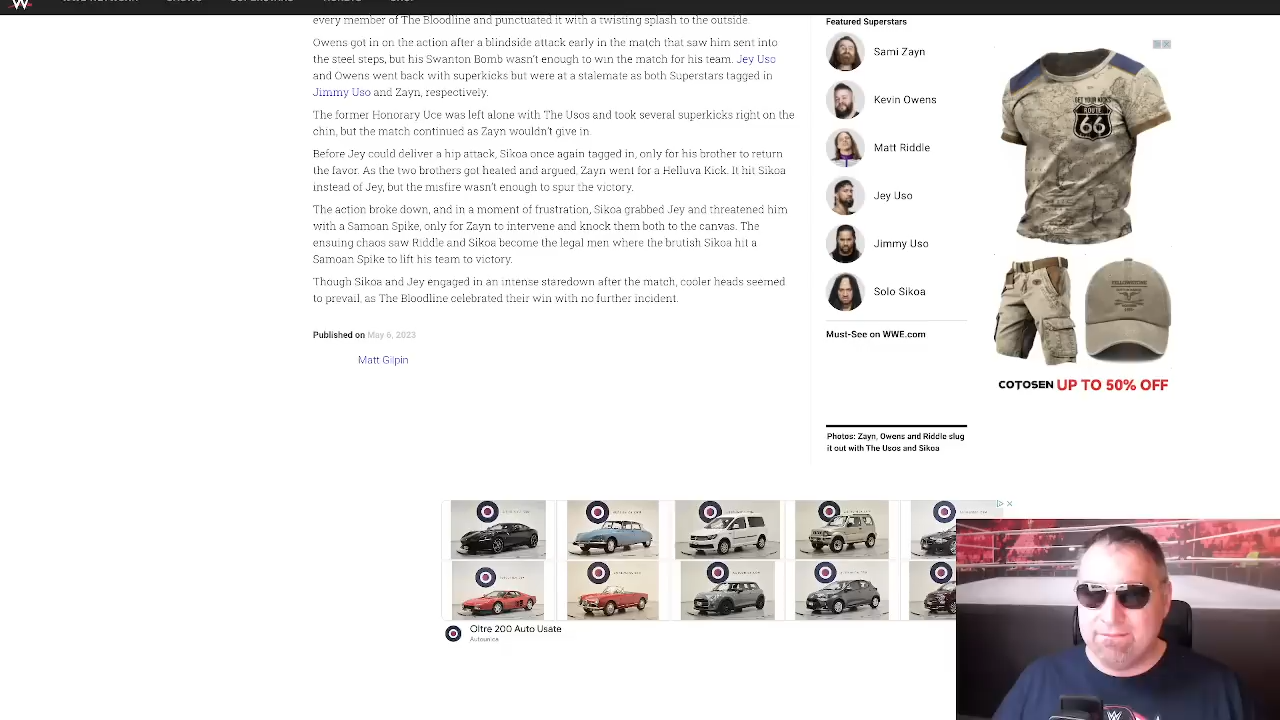 every member of The Bloodline and punctuated it with a twisting splash to the outside.
Owens got in on the action after a blindside attack early in the match that saw him sent into
the steel steps, but his Swanton Bomb wasn't enough to win the match for his team. Jey Uso
and Owens went back with superkicks but were at a stalemate as both Superstars tagged in
Jimmy Uso and Zayn, respectively.
The former Honorary Uce was left alone with The Usos and took several superkicks right on the
chin, but the match continued as Zayn wouldn't give in.
Before Jey could deliver a hip attack, Sikoa once again tagged in, only for his brother to return
the favor. As the two brothers got heated and argued, Zayn went for a Helluva Kick. It hit Sikoa
instead of Jey, but the misfire wasn't enough to spur the victory.
The action broke down, and in a moment of frustration, Sikoa grabbed Jey and threatened him
with a Samoan Spike, only for Zayn to intervene and knock them both to the canvas. The
ensuing chaos saw Riddle and Sikoa become the legal men where the brutish Sikoa hit a
Samoan Spike to lift his team to victory.
Though Sikoa and Jey engaged in an intense staredown after the match, cooler heads seemed
to prevail, as The Bloodline celebrated their win with no further incident.
Published on May 6, 2023
Matt Gilpin
Featured Superstars
Sami Zayn
Kevin Owens
Matt Riddle
Jey Uso
Jimmy Uso
Solo Sikoa
Must-See on WWE.com
Photos: Zayn, Owens and Riddle slug
it out with The Usos and Sikoa
GET YOUR KICKS
ROUTE
66
YELLOWSTONE
COTOSEN UP TO 50% OFF
Oltre 200 Auto Usate
Autounica
W